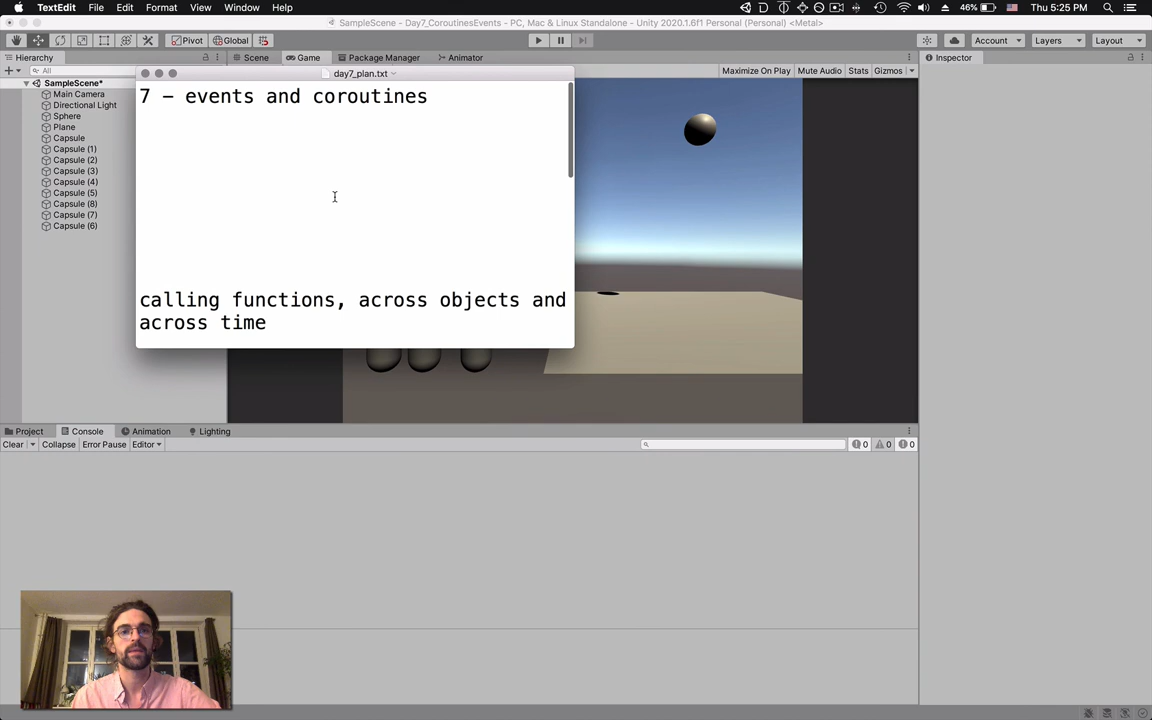 TextEdit File Edit Format View Window Help 46% Thu 5:25 PM
SampleScene - Day7_CoroutinesEvents - PC, Mac & Linux Standalone - Unity 2020.1.6f1 Personal (Personal) <Metal>
Pivot Global Account Layers Layout
Hierarchy Scene Game Package Manager Animator Inspector
All
Maximize On Play Mute Audio Stats Gizmos
SampleScene*
Main Camera
Directional Light
Sphere
Plane
Capsule
Capsule (1)
Capsule (2)
Capsule (3)
Capsule (4)
Capsule (5)
Capsule (8)
Capsule (7)
Capsule (6)
day7_plan.txt
7 – events and coroutines
calling functions, across objects and
across time
Project Console Animation Lighting
Clear Collapse Error Pause Editor 0 0 0